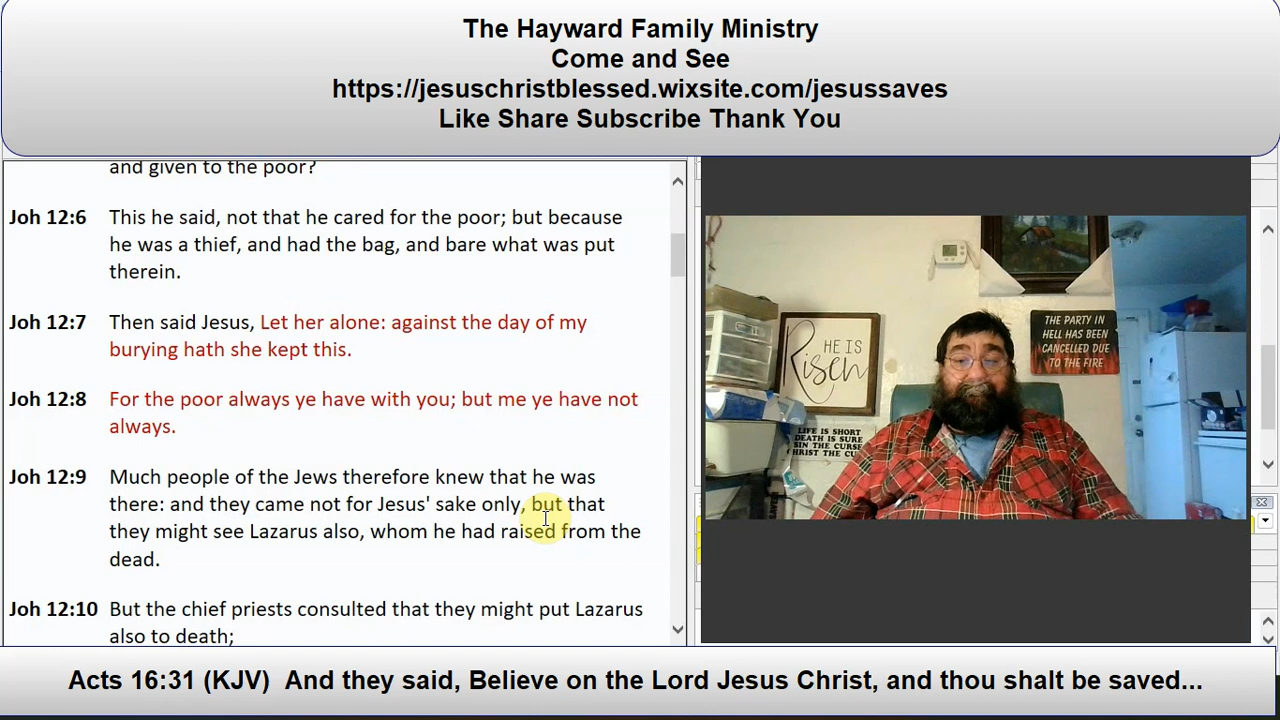 The Hayward Family Ministry
Come and See
https://jesuschristblessed.wixsite.com/jesussaves
Like Share Subscribe Thank You
and given to the poor?
Joh 12:6 This he said, not that he cared for the poor; but because
he was a thief, and had the bag, and bare what was put
therein.
Joh 12:7 Then said Jesus, Let her alone: against the day of my
burying hath she kept this.
Joh 12:8 For the poor always ye have with you; but me ye have not
always.
Joh 12:9 Much people of the Jews therefore knew that he was
there: and they came not for Jesus' sake only, but that
they might see Lazarus also, whom he had raised from the
dead.
Joh 12:10 But the chief priests consulted that they might put Lazarus
also to death;
HE IS
Risen
THE PARTY IN
HELL HAS BEEN
CANCELLED DUE
TO THE FIRE
LIFE IS SHORT
DEATH IS SURE
SIN THE CURSE
CHRIST THE CU
Acts 16:31 (KJV) And they said, Believe on the Lord Jesus Christ, and thou shalt be saved...